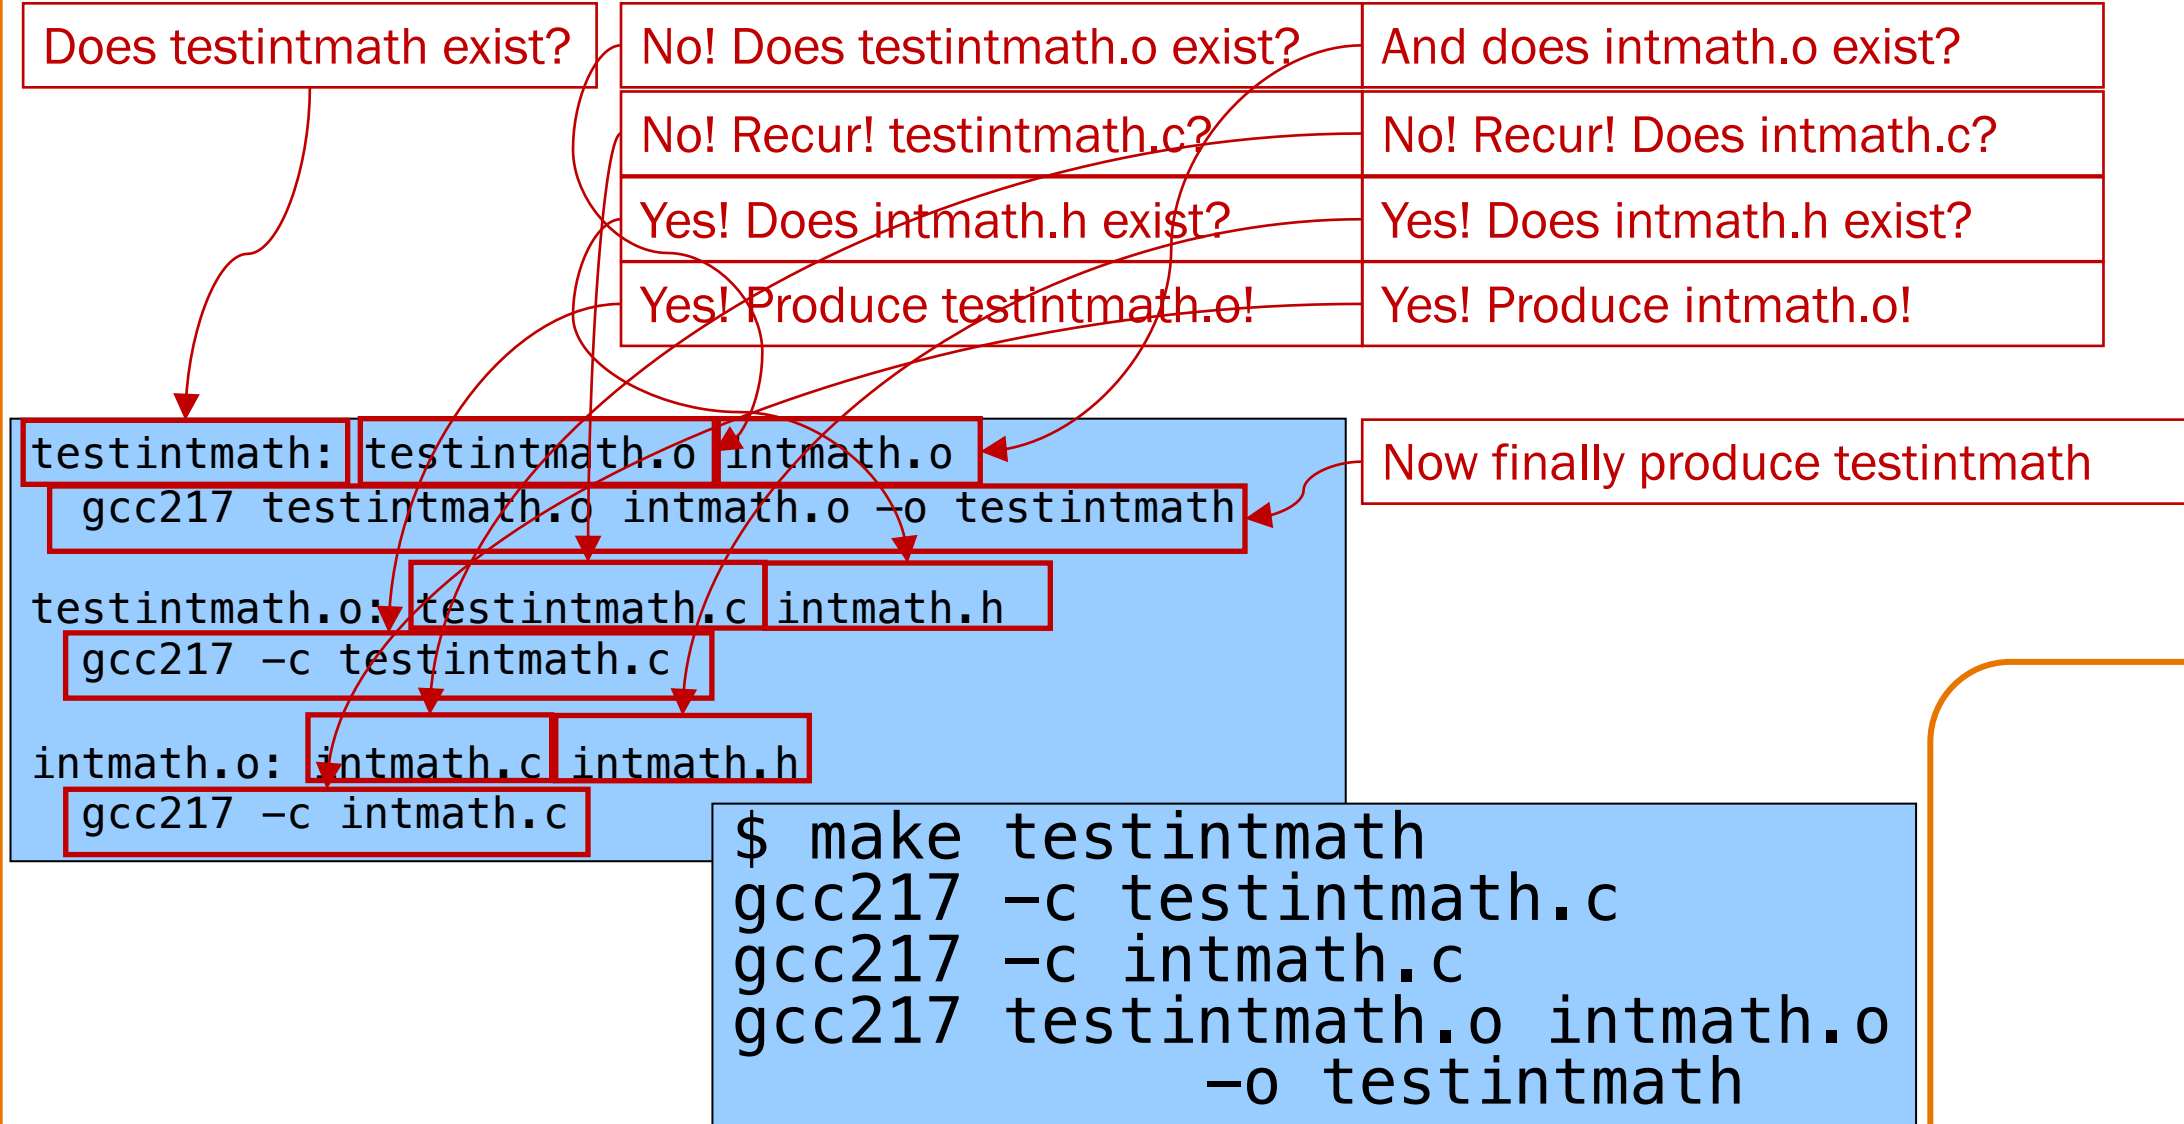 Does testintmath exist?
No! Does testintmath.o exist?
And does intmath.o exist?
No! Recur! testintmath.c?
No! Recur! Does intmath.c?
Yes! Does intmath.h exist?
Yes! Does intmath.h exist?
Yes! Produce testintmath.o!
Yes! Produce intmath.o!
testintmath: testintmath.o intmath.o
gcc217 testintmath.o intmath.o –o testintmath
Now finally produce testintmath
testintmath.o: testintmath.c intmath.h
gcc217 –c testintmath.c
intmath.o: intmath.c intmath.h
gcc217 –c intmath.c
$ make testintmath
gcc217 –c testintmath.c
gcc217 –c intmath.c
gcc217 testintmath.o intmath.o
–o testintmath